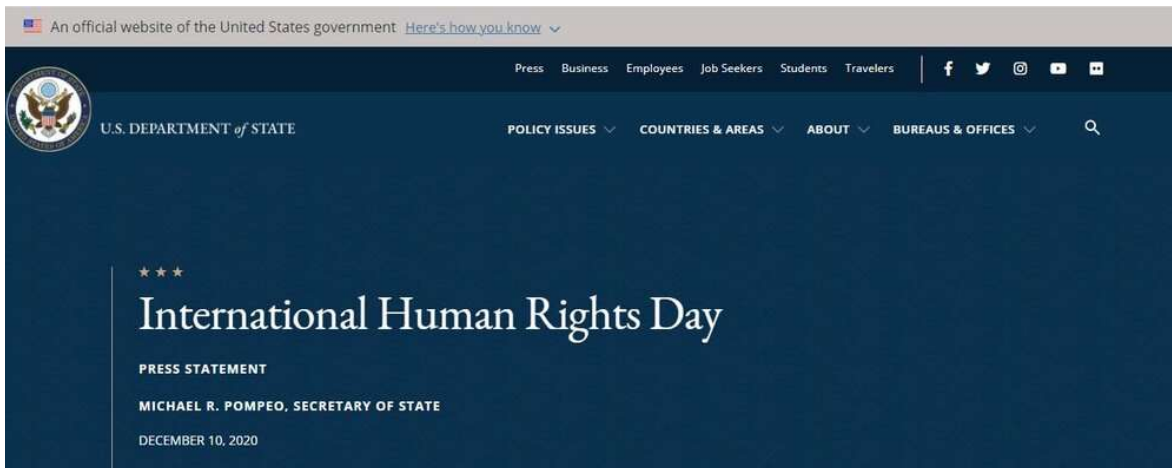 An official website of the United States government Here's how you know
Press Business Employees Job Seekers Students Travelers
U.S. DEPARTMENT of STATE
POLICY ISSUES COUNTRIES & AREAS ABOUT BUREAUS & OFFICES
International Human Rights Day
PRESS STATEMENT
MICHAEL R. POMPEO, SECRETARY OF STATE
DECEMBER 10, 2020